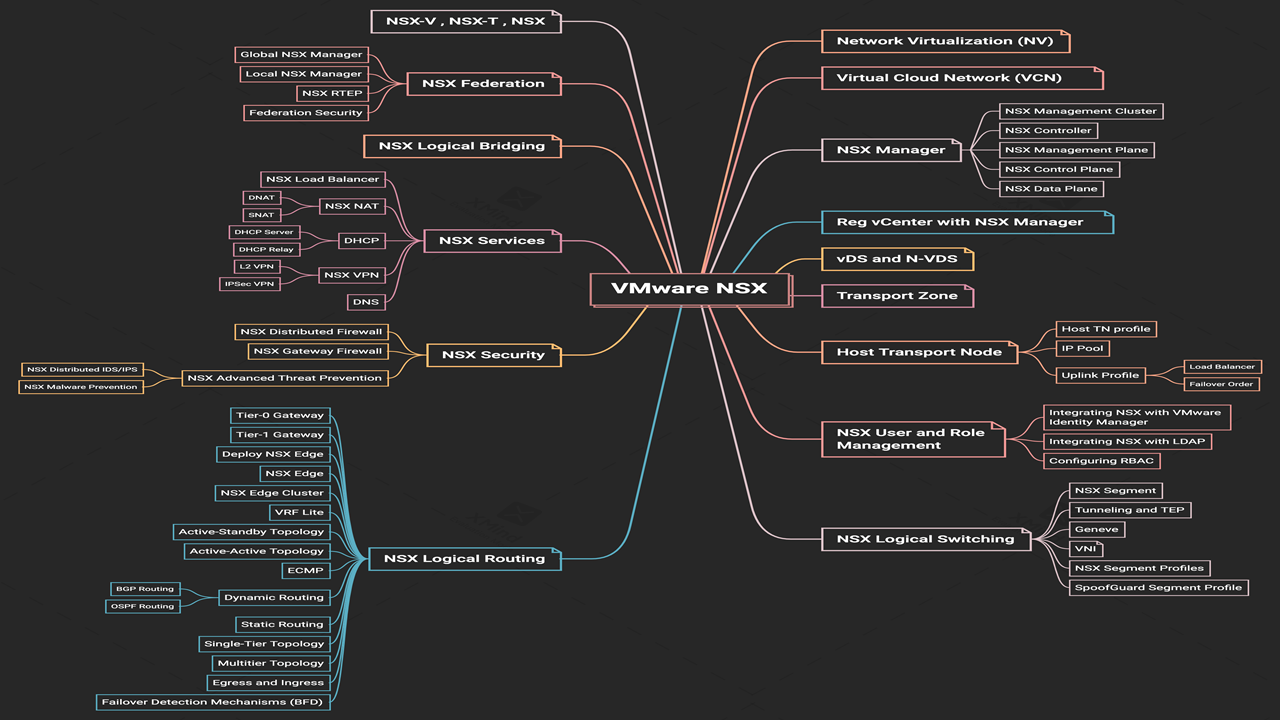 VMware NSX
NSX-V , NSX-T , NSX
NSX Federation
Global NSX Manager
Local NSX Manager
NSX RTEP
Federation Security
NSX Logical Bridging
NSX Services
NSX Load Balancer
NSX NAT
DNAT
SNAT
DHCP
DHCP Server
DHCP Relay
NSX VPN
L2 VPN
IPSec VPN
DNS
NSX Security
NSX Distributed Firewall
NSX Gateway Firewall
NSX Advanced Threat Prevention
NSX Distributed IDS/IPS
NSX Malware Prevention
NSX Logical Routing
Tier-0 Gateway
Tier-1 Gateway
Deploy NSX Edge
NSX Edge
NSX Edge Cluster
VRF Lite
Active-Standby Topology
Active-Active Topology
ECMP
Dynamic Routing
BGP Routing
OSPF Routing
Static Routing
Single-Tier Topology
Multitier Topology
Egress and Ingress
Failover Detection Mechanisms (BFD)
Network Virtualization (NV)
Virtual Cloud Network (VCN)
NSX Manager
NSX Management Cluster
NSX Controller
NSX Management Plane
NSX Control Plane
NSX Data Plane
Reg vCenter with NSX Manager
vDS and N-VDS
Transport Zone
Host Transport Node
Host TN profile
IP Pool
Uplink Profile
Load Balancer
Failover Order
NSX User and Role
Management
Integrating NSX with VMware
Identity Manager
Integrating NSX with LDAP
Configuring RBAC
NSX Logical Switching
NSX Segment
Tunneling and TEP
Geneve
VNI
NSX Segment Profiles
SpoofGuard Segment Profile